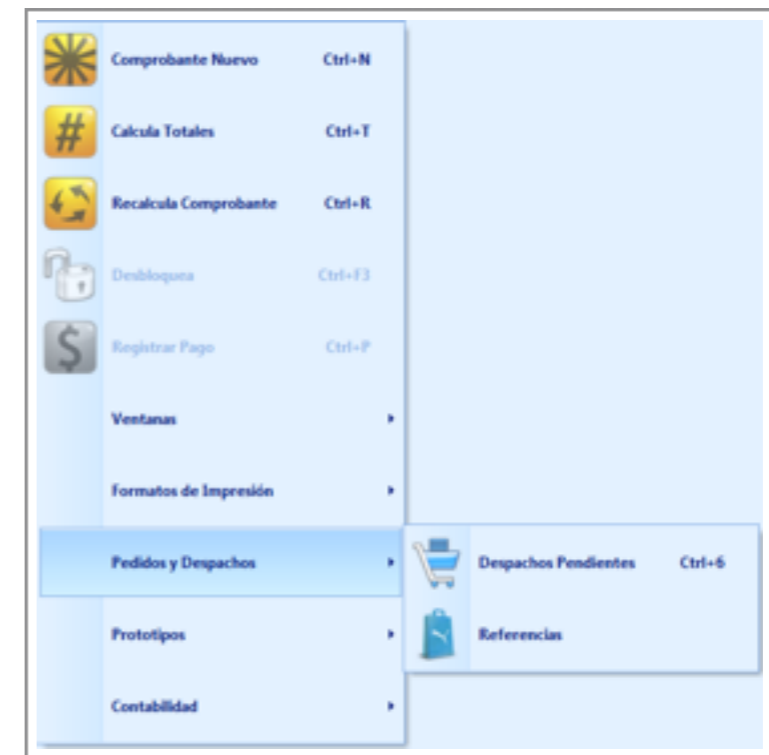 Comprobante Nuevo Ctrl+N
Calcula Totales Ctrl+T
Recalcula Comprobante Ctrl+R
Desbloquea Ctrl+F3
Registrar Pago Ctrl+P
Ventanas
Formatos de Impresión
Pedidos y Despachos
Despachos Pendientes Ctrl+6
Referencias
Prototipos
Contabilidad